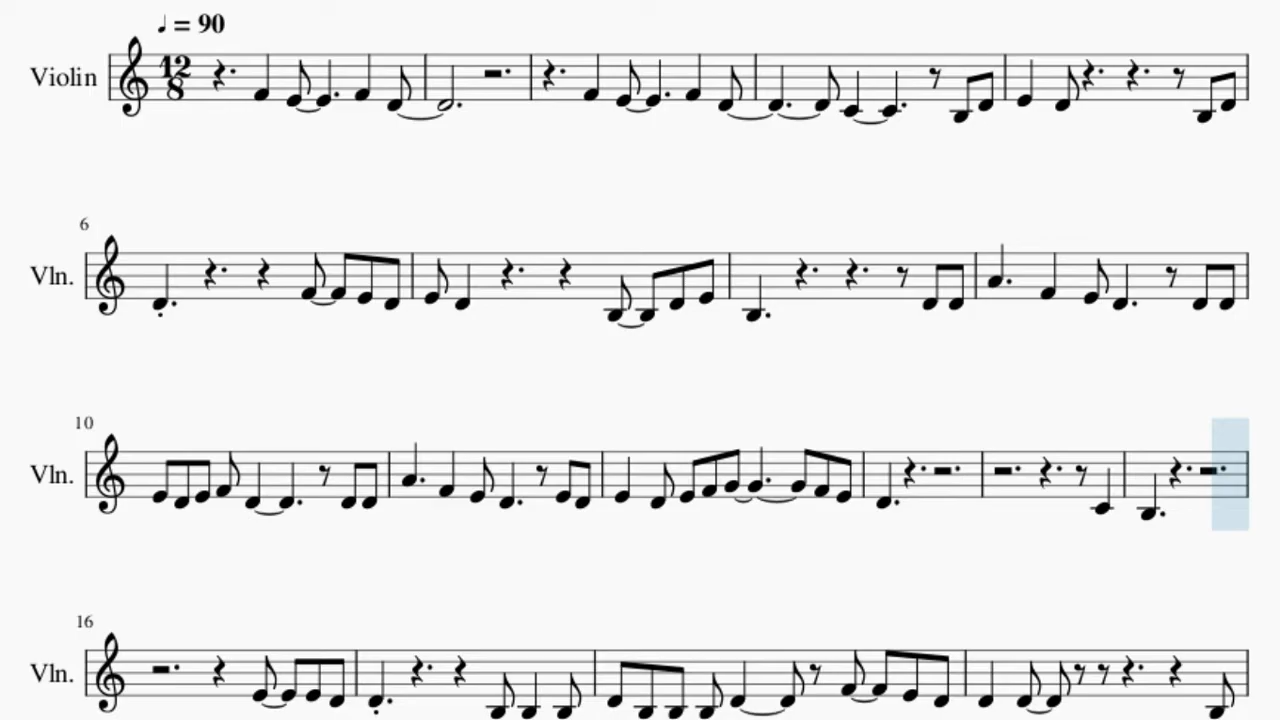 ♩ = 90
Violin
12
8
6
Vln.
10
Vln.
16
Vln.